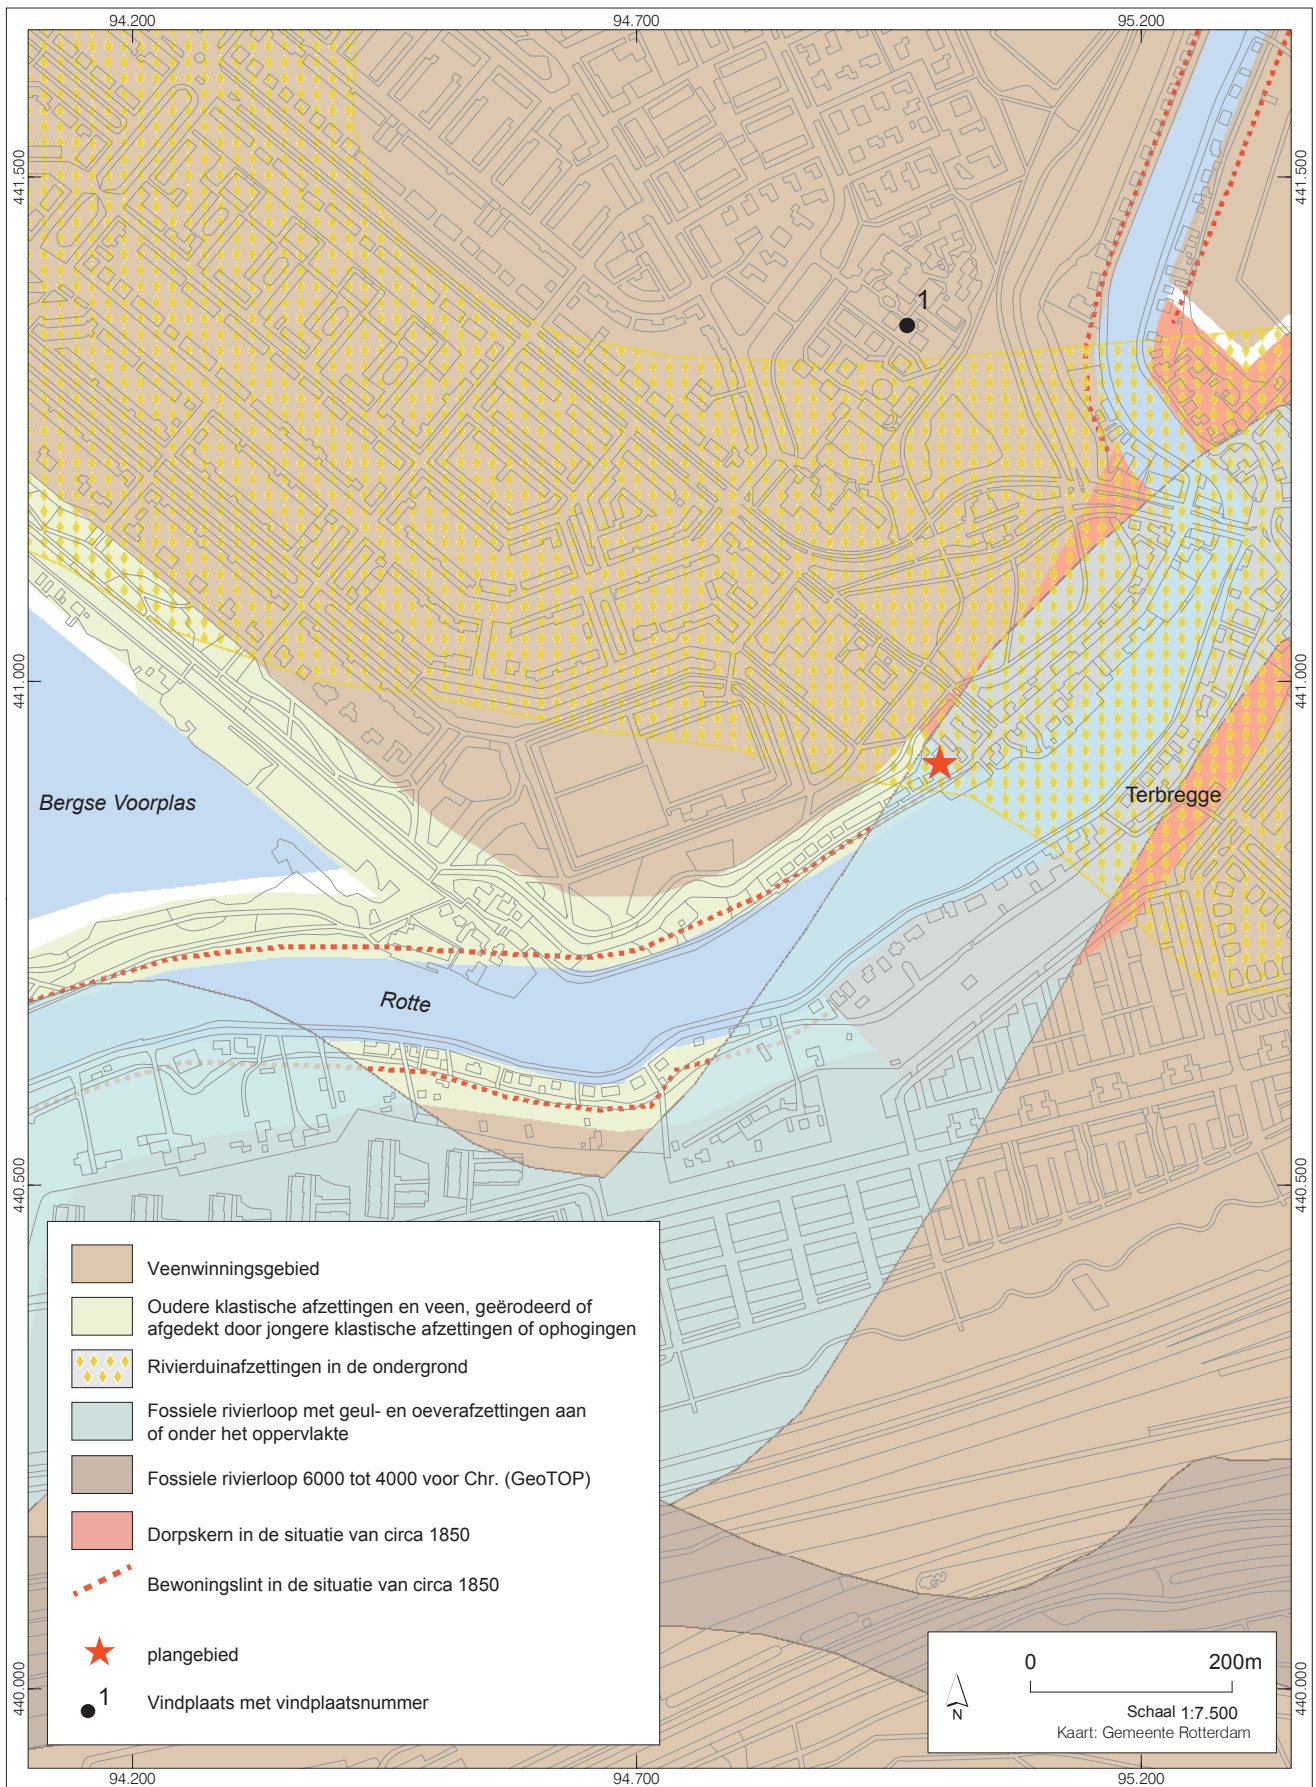 94.200
94.700
95.200
441.500
441.500
1
441.000
441.000
Bergse Voorplas
Terbregge
Rotte
440.500
440.500
Veenwinningsgebied
Oudere klastische afzettingen en veen, geërodeerd of
afgedekt door jongere klastische afzettingen of ophogingen
Rivierduinafzettingen in de ondergrond
Fossiele rivierloop met geul- en oeverafzettingen aan
of onder het oppervlakte
Fossiele rivierloop 6000 tot 4000 voor Chr. (GeoTOP)
Dorpskern in de situatie van circa 1850
Bewoningslint in de situatie van circa 1850
plangebied
1
Vindplaats met vindplaatsnummer
0
200m
N
Schaal 1:7.500
Kaart: Gemeente Rotterdam
440.000
440.000
94.200
94.700
95.200